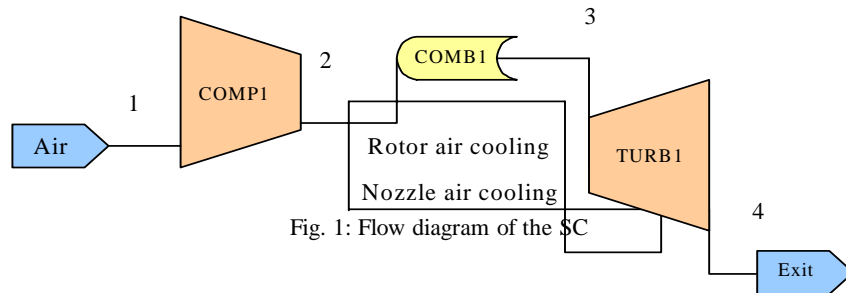 3
2
COMB1
1
COMP1
Air
Rotor air cooling
TURB1
Nozzle air cooling
4
Fig. 1: Flow diagram of the SC
Exit